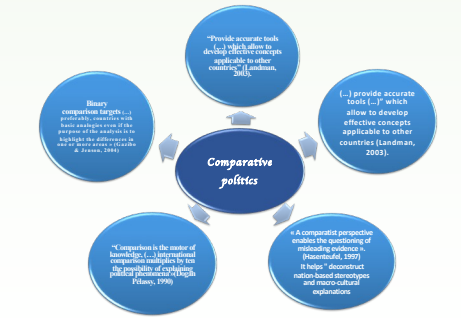 “Provide accurate tools
(…) which allow to
develop effective concepts
applicable to other
countries” (Landman,
2003).
(…) provide accurate
tools (…)” which
allow to develop
effective concepts
applicable to other
countries (Landman,
2003).
« A comparatist perspective
enables the questioning of
misleading evidence ».
(Hasenteufel, 1997)
It helps " deconstruct
nation-based stereotypes
and macro-cultural
explanations
“Comparison is the motor of
knowledge, (…) international
comparison multiplies by ten
the possibility of explaining
political phenomena »(Dogan
Pélassy, 1990)
Binary
comparison targets (…)
preferably, countries with
basic analogies even if the
purpose of the analysis is to
highlight the differences in
one or more areas » (Gazibo
& Jenson, 2004)
Comparative
politics